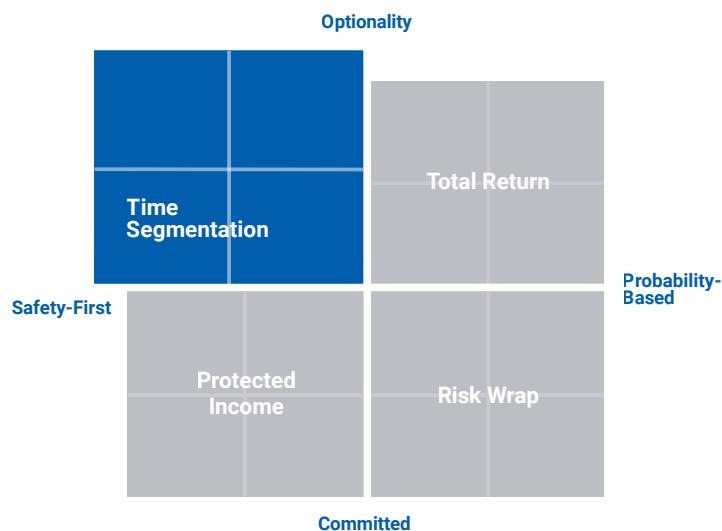 Optionality
Time
Segmentation
Total Return
Safety-First
Probability-
Based
Protected
Income
Risk Wrap
Committed